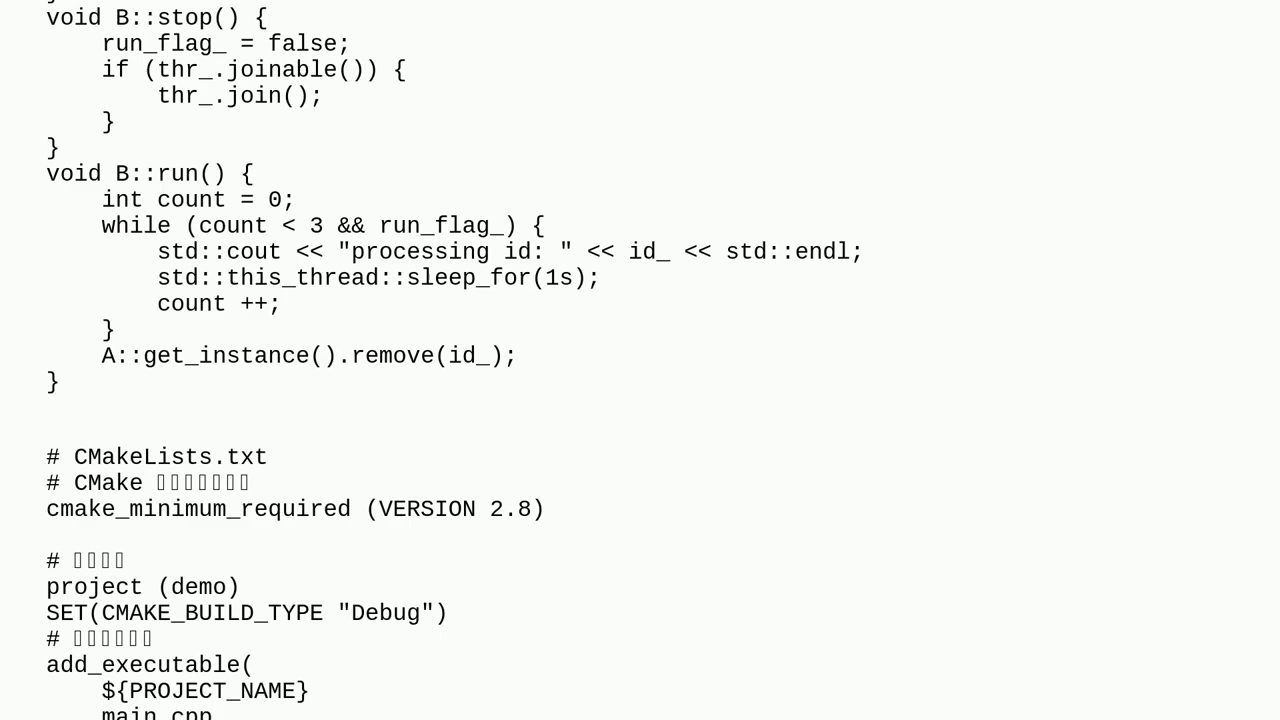 void B::stop() {
    run_flag_ = false;
    if (thr_.joinable()) {
        thr_.join();
    }
}
void B::run() {
    int count = 0;
    while (count < 3 && run_flag_) {
        std::cout << "processing id: " << id_ << std::endl;
        std::this_thread::sleep_for(1s);
        count ++;
    }
    A::get_instance().remove(id_);
}
# CMakeLists.txt
# CMake
cmake_minimum_required (VERSION 2.8)
#
project (demo)
SET(CMAKE_BUILD_TYPE "Debug")
#
add_executable(
    ${PROJECT_NAME}
    main.cpp